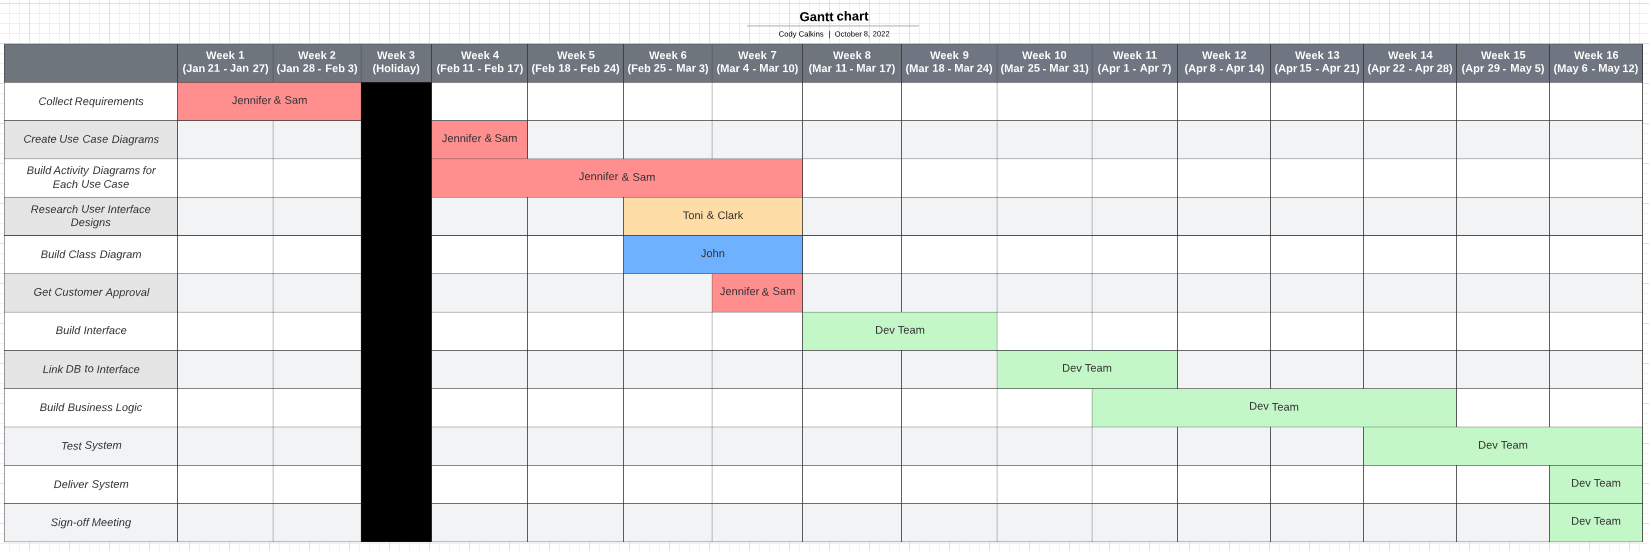 Gantt chart
Cody Calkins | October 8, 2022
Week 1 Week 2 Week 3 Week 4 Week 5 Week 6 Week 7 Week 8 Week 9 Week 10 Week 11 Week 12 Week 13 Week 14 Week 15 Week 16
(Jan 21 - Jan 27) (Jan 28 - Feb 3) (Holiday) (Feb 11 - Feb 17) (Feb 18 - Feb 24) (Feb 25 - Mar 3) (Mar 4 - Mar 10) (Mar 11 - Mar 17) (Mar 18 - Mar 24) (Mar 25 - Mar 31) (Apr 1 - Apr 7) (Apr 8 - Apr 14) (Apr 15 - Apr 21) (Apr 22 - Apr 28) (Apr 29 - May 5) (May 6 - May 12)
Collect Requirements Jennifer & Sam
Create Use Case Diagrams Jennifer & Sam
Build Activity Diagrams for
Each Use Case
Jennifer & Sam
Research User Interface
Designs
Toni & Clark
Build Class Diagram John
Get Customer Approval Jennifer & Sam
Build Interface Dev Team
Link DB to Interface Dev Team
Build Business Logic Dev Team
Test System Dev Team
Deliver System Dev Team
Sign-off Meeting Dev Team